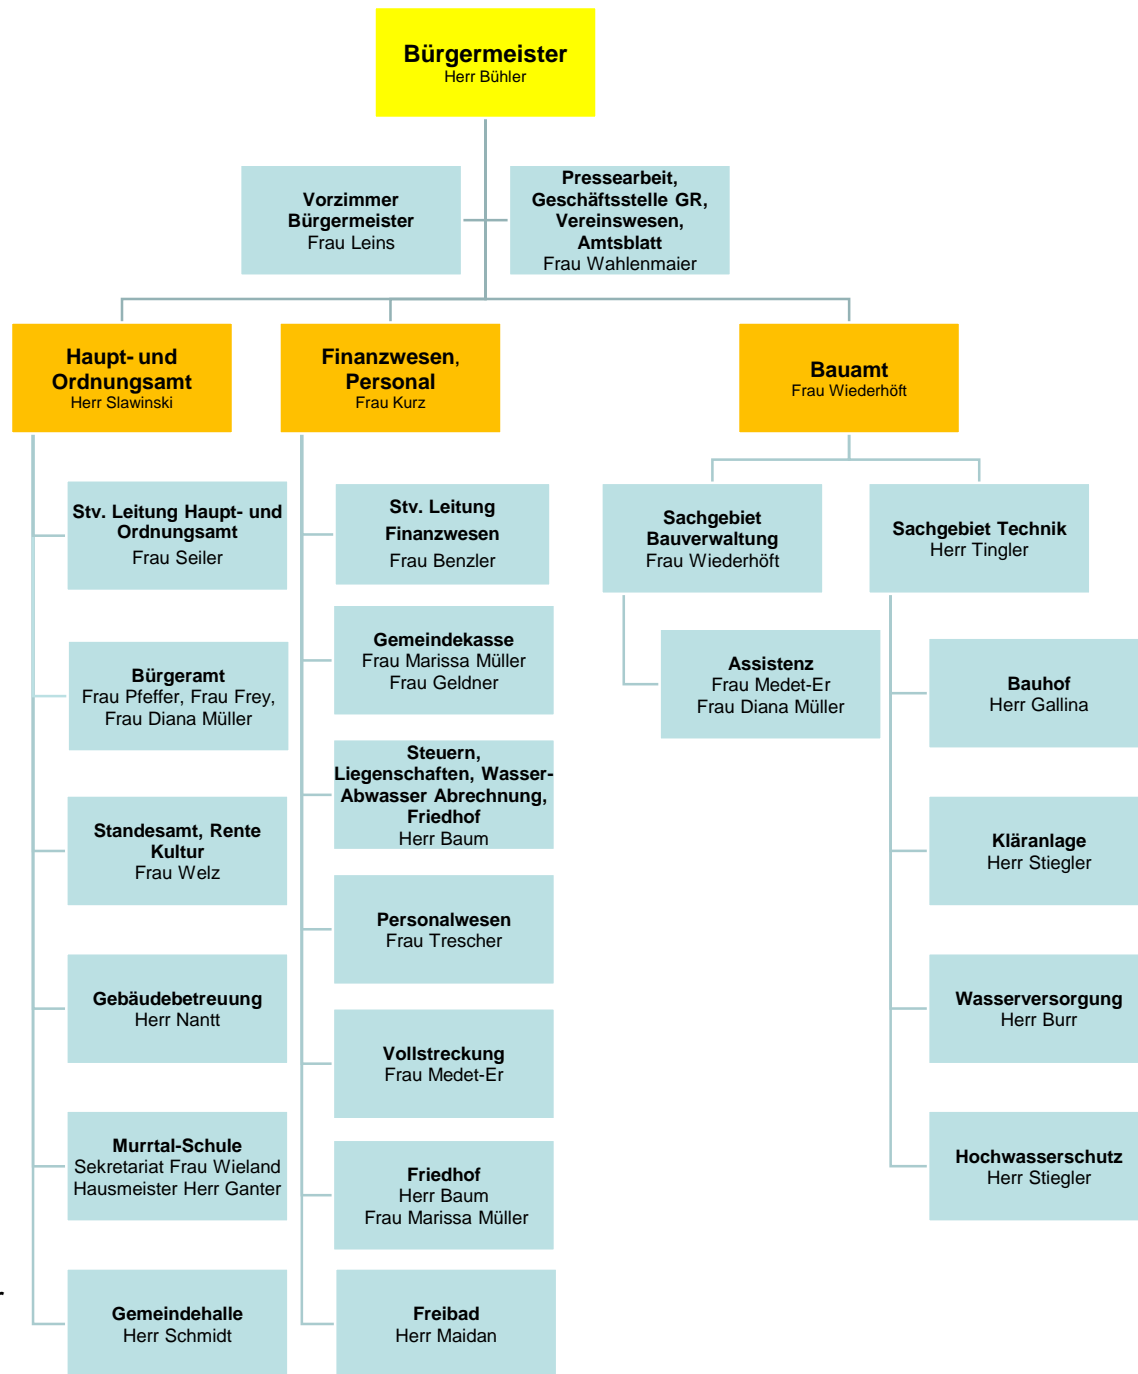 Bürgermeister
Herr Bühler
Vorzimmer
Bürgermeister
Frau Leins
Pressearbeit,
Geschäftsstelle GR,
Vereinswesen,
Amtsblatt
Frau Wahlenmaier
Haupt- und
Ordnungsamt
Herr Slawinski
Finanzwesen,
Personal
Frau Kurz
Bauamt
Frau Wiederhöft
Stv. Leitung Haupt- und
Ordnungsamt
Frau Seiler
Bürgeramt
Frau Pfeffer, Frau Frey,
Frau Diana Müller
Standesamt, Rente
Kultur
Frau Welz
Gebäudebetreuung
Herr Nantt
Murrtal-Schule
Sekretariat Frau Wieland
Hausmeister Herr Ganter
Gemeindehalle
Herr Schmidt
Stv. Leitung
Finanzwesen
Frau Benzler
Gemeindekasse
Frau Marissa Müller
Frau Geldner
Steuern,
Liegenschaften, Wasser-
Abwasser Abrechnung,
Friedhof
Herr Baum
Personalwesen
Frau Trescher
Vollstreckung
Frau Medet-Er
Friedhof
Herr Baum
Frau Marissa Müller
Freibad
Herr Maidan
Sachgebiet
Bauverwaltung
Frau Wiederhöft
Assistenz
Frau Medet-Er
Frau Diana Müller
Sachgebiet Technik
Herr Tingler
Bauhof
Herr Gallina
Kläranlage
Herr Stiegler
Wasserversorgung
Herr Burr
Hochwasserschutz
Herr Stiegler